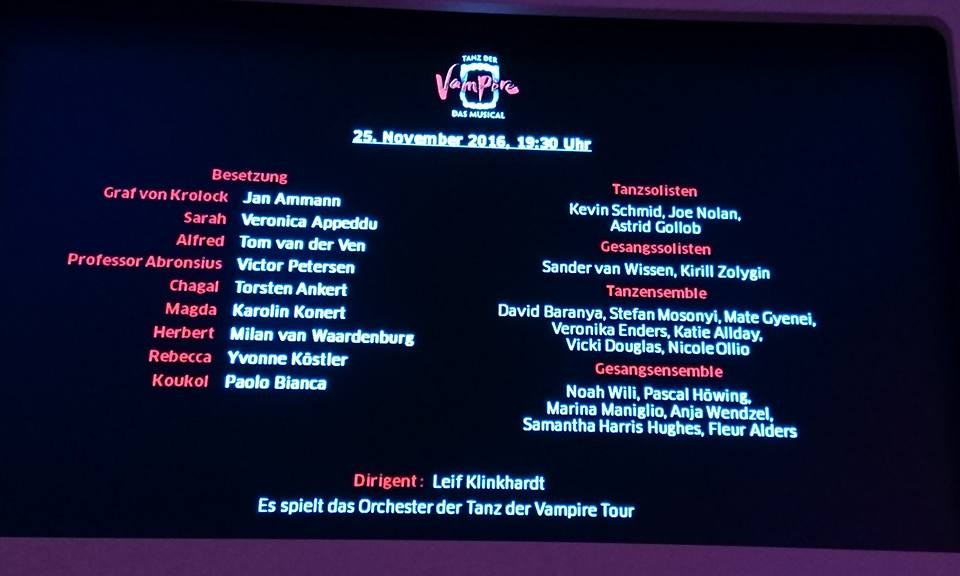 TANZ DER
Vampire
DAS MUSICAL
25. November 2016, 19:30 Uhr
Besetzung
Graf von Krolock Jan Ammann
Sarah Veronica Appeddu
Alfred Tom van der Ven
Professor Abronsius Victor Petersen
Chagal Torsten Ankert
Magda Karolin Konert
Herbert Milan van Waardenburg
Rebecca Yvonne Köstler
Koukol Paolo Bianca
Tanzsolisten
Kevin Schmid, Joe Nolan,
Astrid Gollob
Gesangssolisten
Sander van Wissen, Kirill Zolygin
Tanzensemble
David Baranya, Stefan Mosonyi, Mate Gyenei,
Veronika Enders, Katie Allday,
Vicki Douglas, Nicole Ollio
Gesangsensemble
Noah Wili, Pascal Höwing,
Marina Maniglio, Anja Wendzel,
Samantha Harris Hughes, Fleur Alders
Dirigent: Leif Klinkhardt
Es spielt das Orchester der Tanz der Vampire Tour